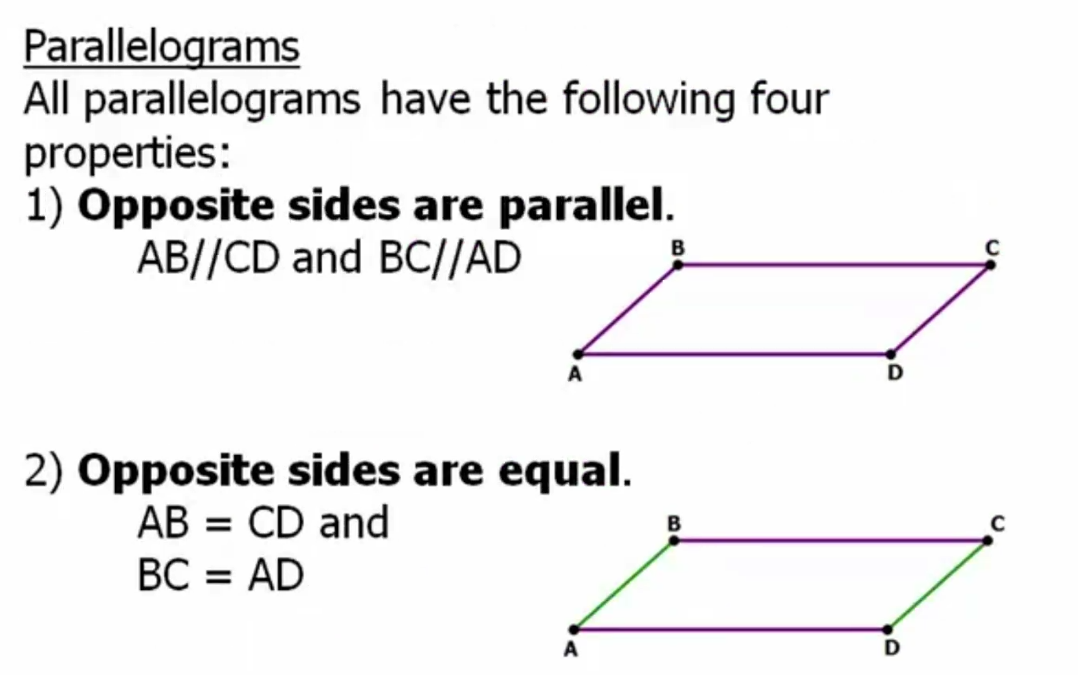 Parallelograms
All parallelograms have the following four
properties:
1) Opposite sides are parallel.
AB//CD and BC//AD
B
C
A
D
2) Opposite sides are equal.
AB = CD and
BC = AD
B
C
A
D